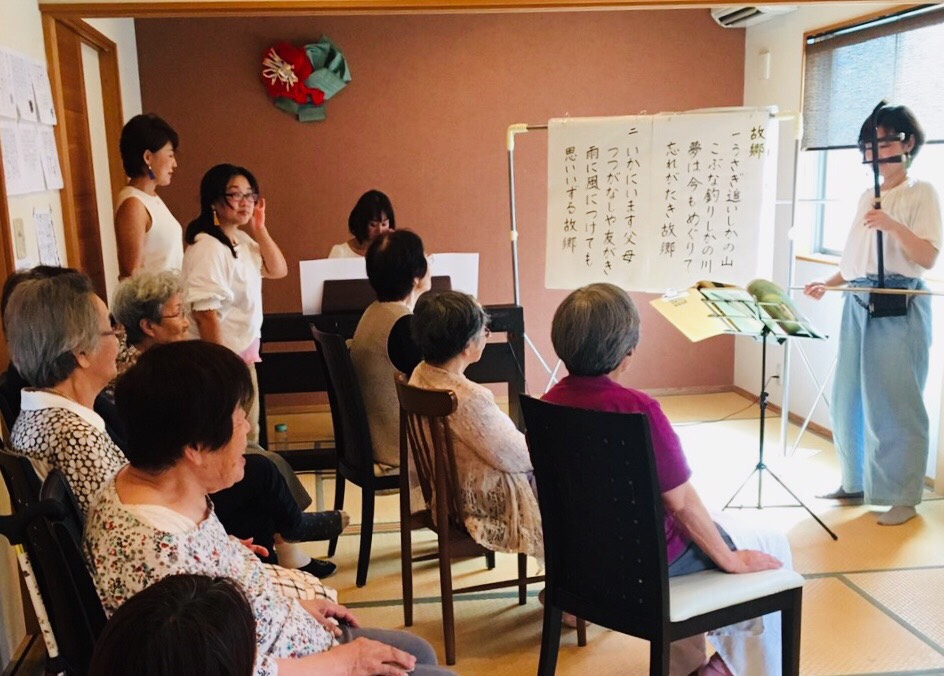 故郷
一 うさぎ追いしかの山
こぶな釣りしかの川
夢は今もめぐりて
忘れがたき故郷
二 いかにいます父母
つつがなしや友がき
雨に風につけても
思いいずる故郷